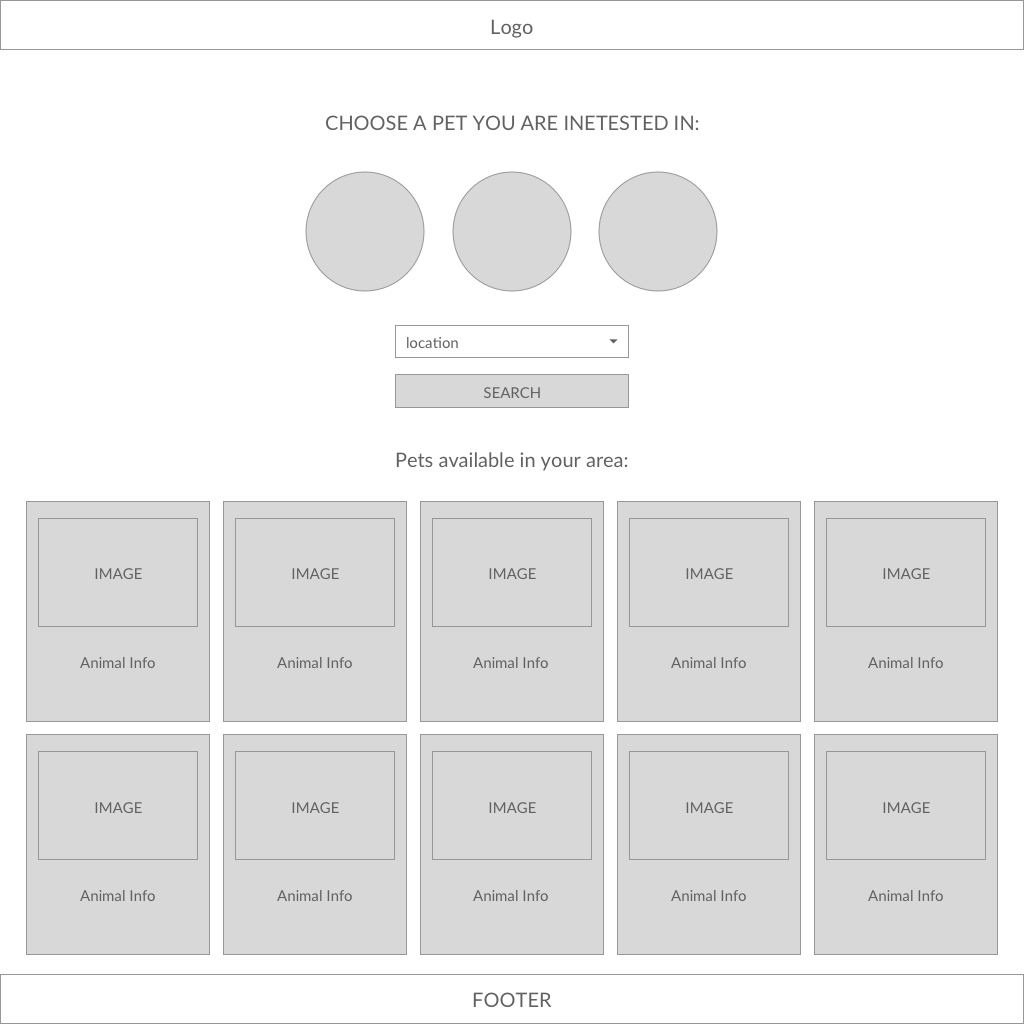 Logo
CHOOSE A PET YOU ARE INETESTED IN:
location
SEARCH
Pets available in your area:
IMAGE IMAGE IMAGE IMAGE IMAGE
Animal Info Animal Info Animal Info Animal Info Animal Info
IMAGE IMAGE IMAGE IMAGE IMAGE
Animal Info Animal Info Animal Info Animal Info Animal Info
FOOTER